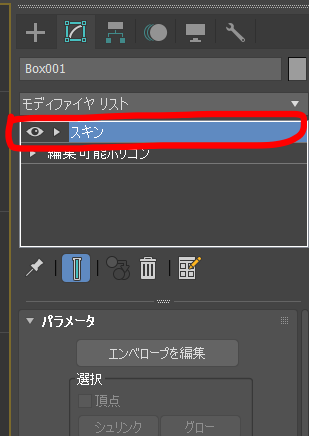 Box001
モディファイヤ リスト
スキン
編集可能ポリゴン
パラメータ
エンベロープを編集
選択
頂点
シュリンク グロー